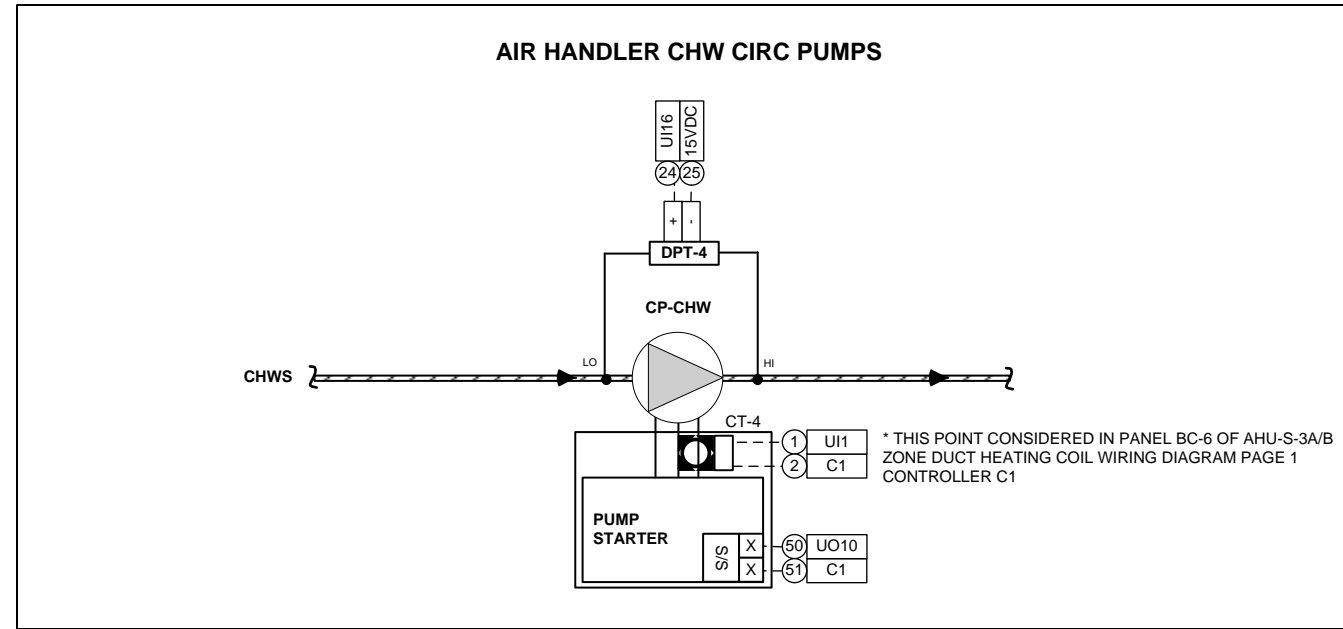 AIR HANDLER CHW CIRC PUMPS
UI16
15VDC
24
25
+
-
DPT-4
CP-CHW
LO
HI
CHWS
CT-4
1
UI1
2
C1
* THIS POINT CONSIDERED IN PANEL BC-6 OF AHU-S-3A/B
ZONE DUCT HEATING COIL WIRING DIAGRAM PAGE 1
CONTROLLER C1
PUMP
STARTER
S/S
X
50
UO10
X
51
C1